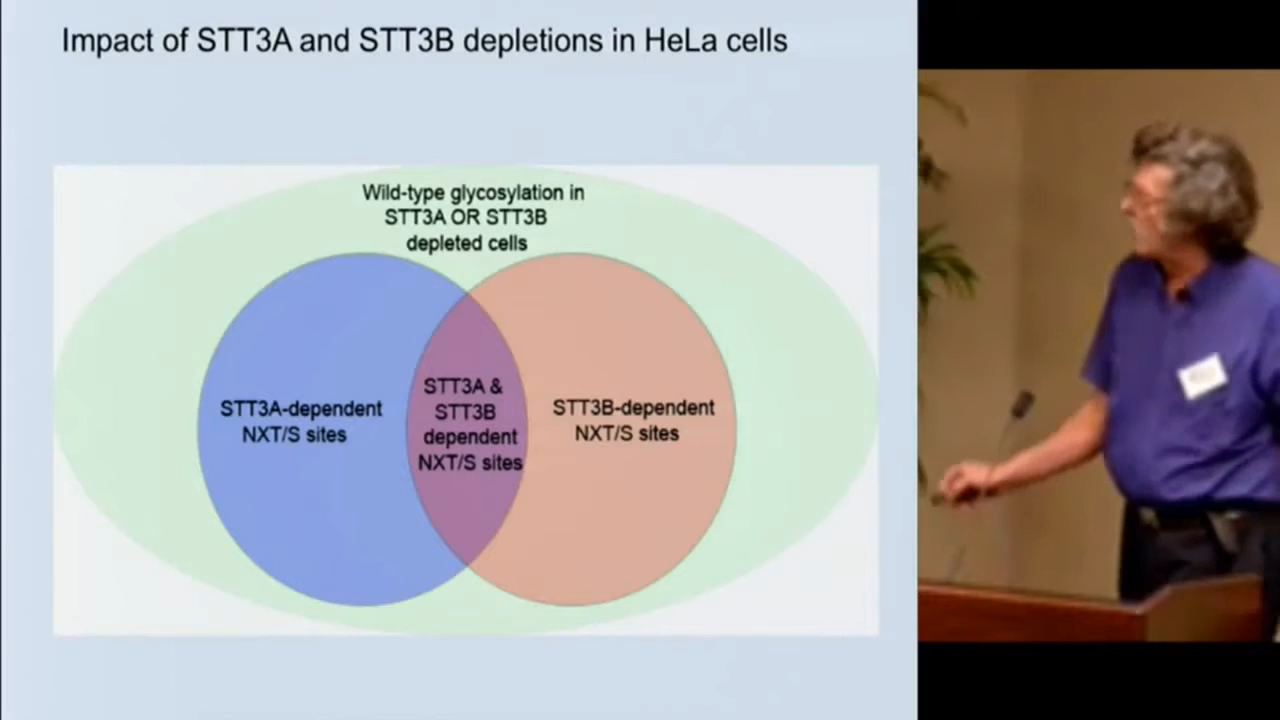 Impact of STT3A and STT3B depletions in HeLa cells
Wild-type glycosylation in
STT3A OR STT3B
depleted cells
STT3A-dependent
NXT/S sites
STT3A &
STT3B
dependent
NXT/S sites
STT3B-dependent
NXT/S sites